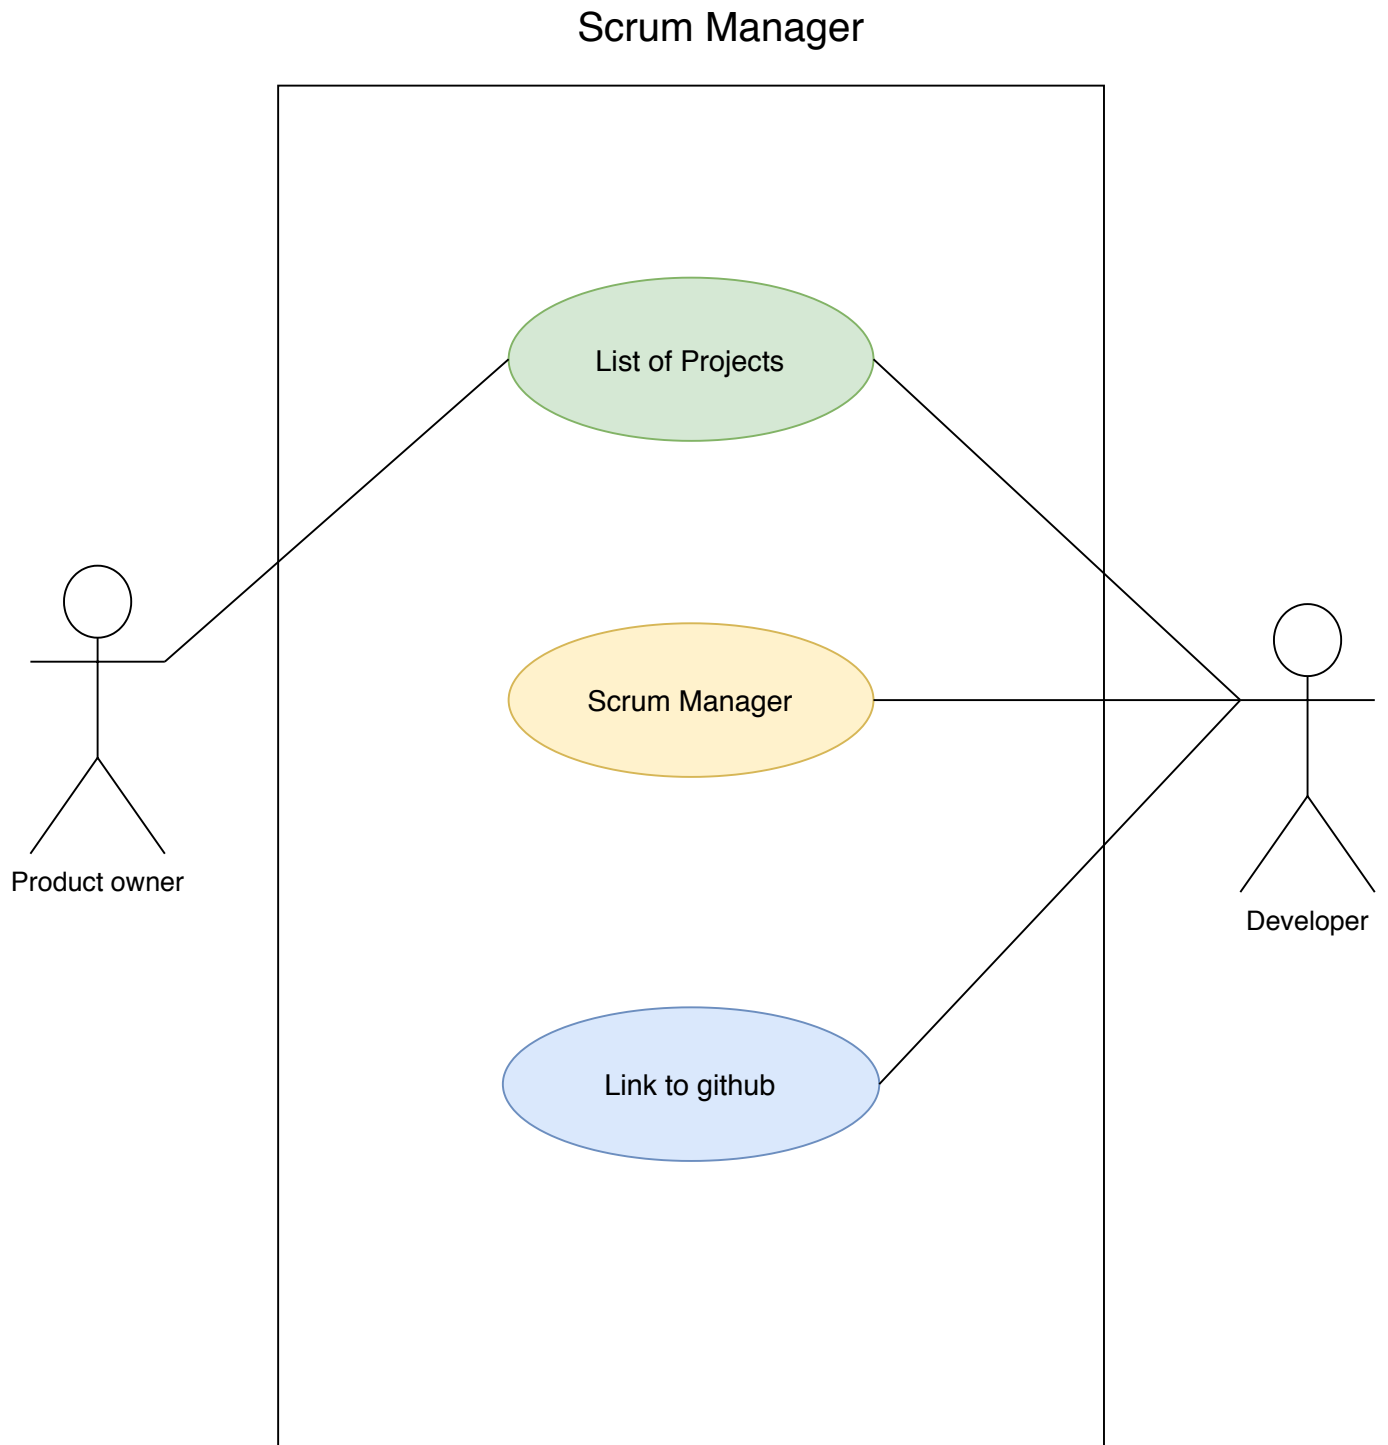 Scrum Manager
List of Projects
Scrum Manager
Product owner
Developer
Link to github